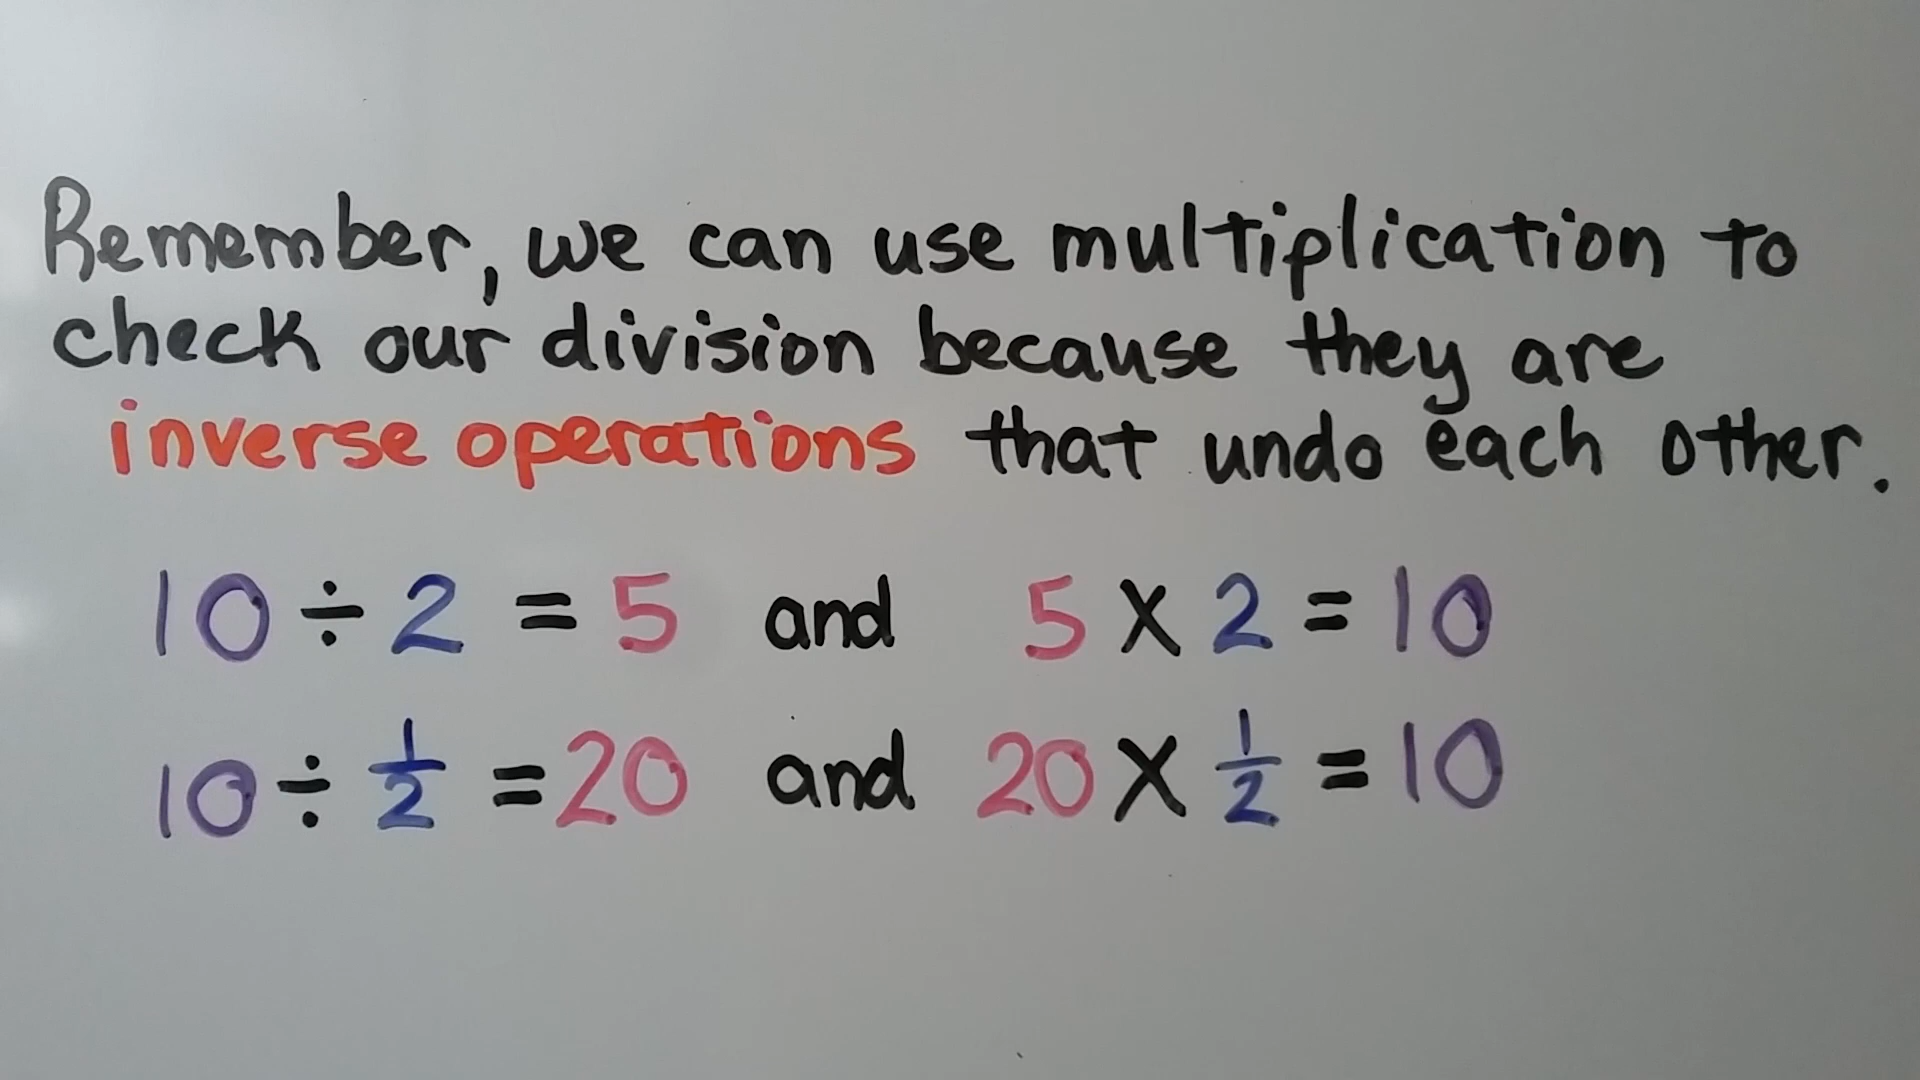 Remember, we can use multiplication to
check our division because they are
inverse operations that undo each other.
10 ÷ 2 = 5 and 5 X 2 = 10
10 ÷ 1/2 = 20 and 20 X 1/2 = 10